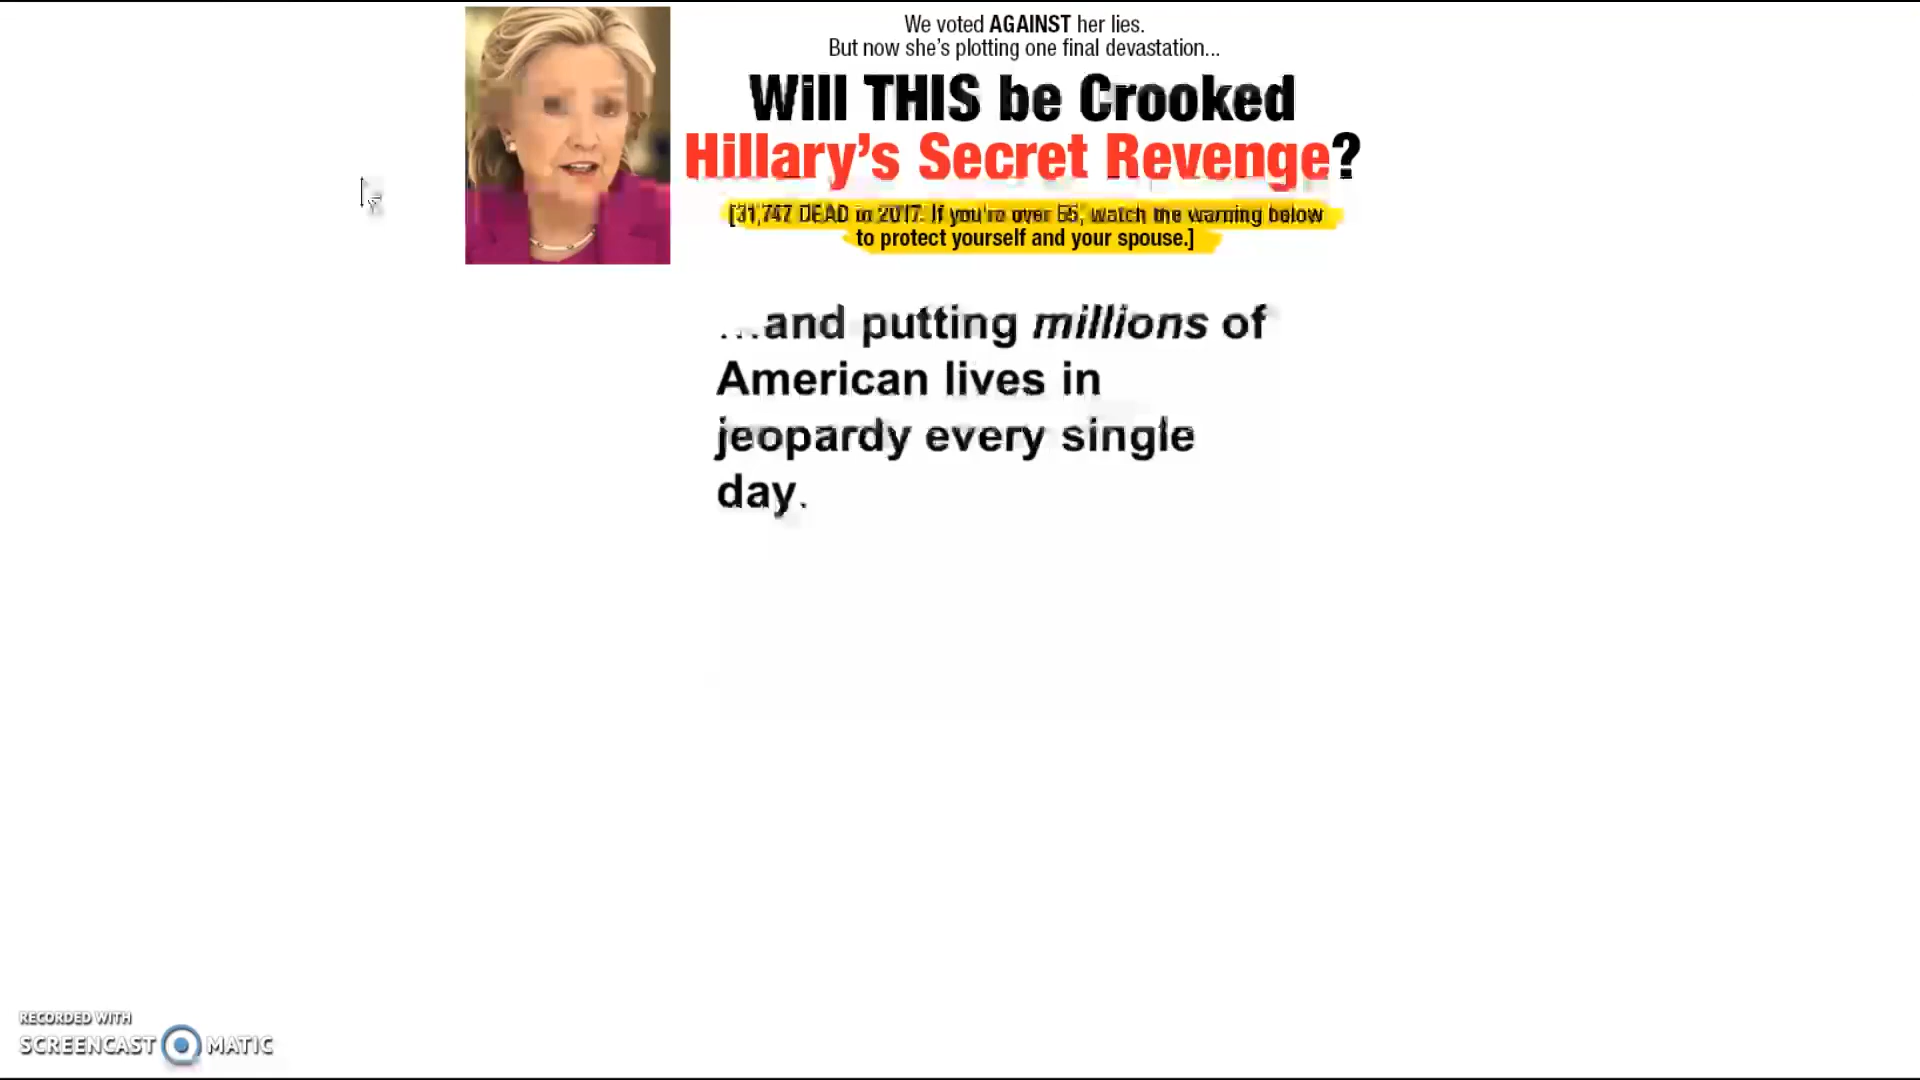 We voted AGAINST her lies.
But now she's plotting one final devastation...
Will THIS be Crooked
Hillary's Secret Revenge?
[31,747 DEAD in 2017. If you're over 55, watch the warning below
to protect yourself and your spouse.]
...and putting millions of
American lives in
jeopardy every single
day.
RECORDED WITH
SCREENCAST MATIC